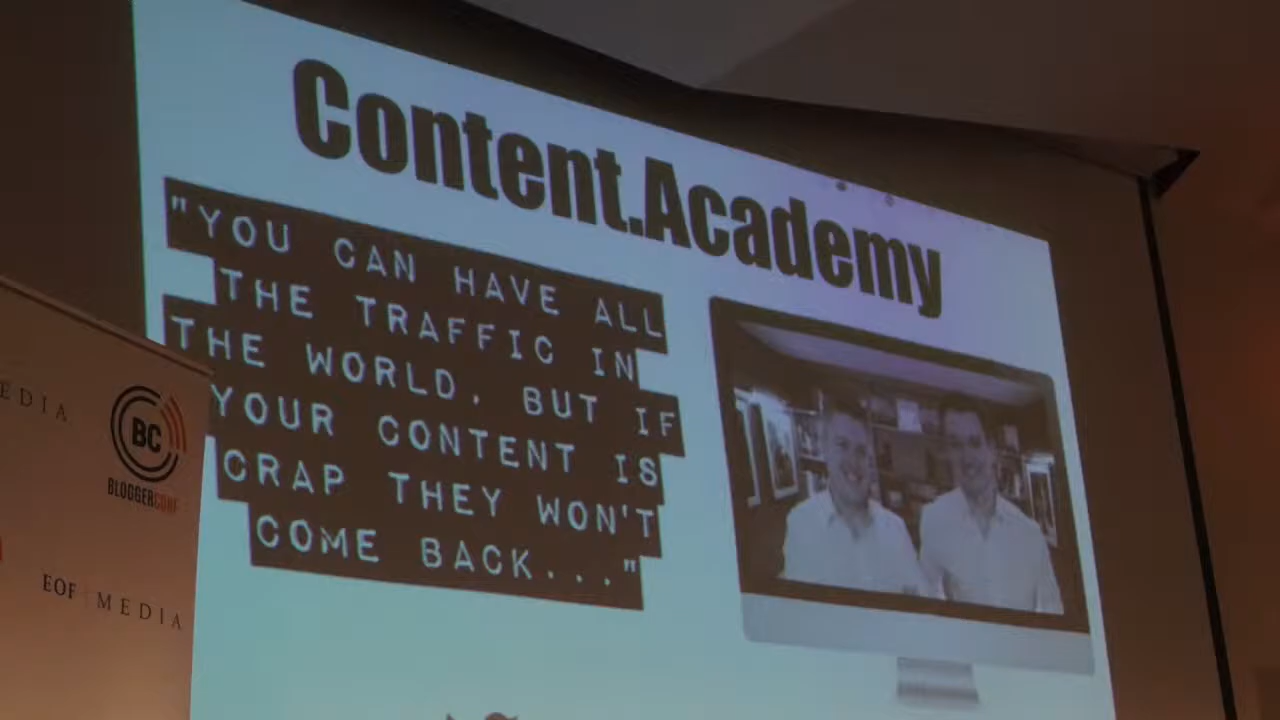 Content.Academy
"YOU CAN HAVE ALL
THE TRAFFIC IN
THE WORLD, BUT IF
YOUR CONTENT IS
CRAP THEY WON'T
COME BACK..."
EDIA
BC
BLOGGERCONF
EOF MEDIA